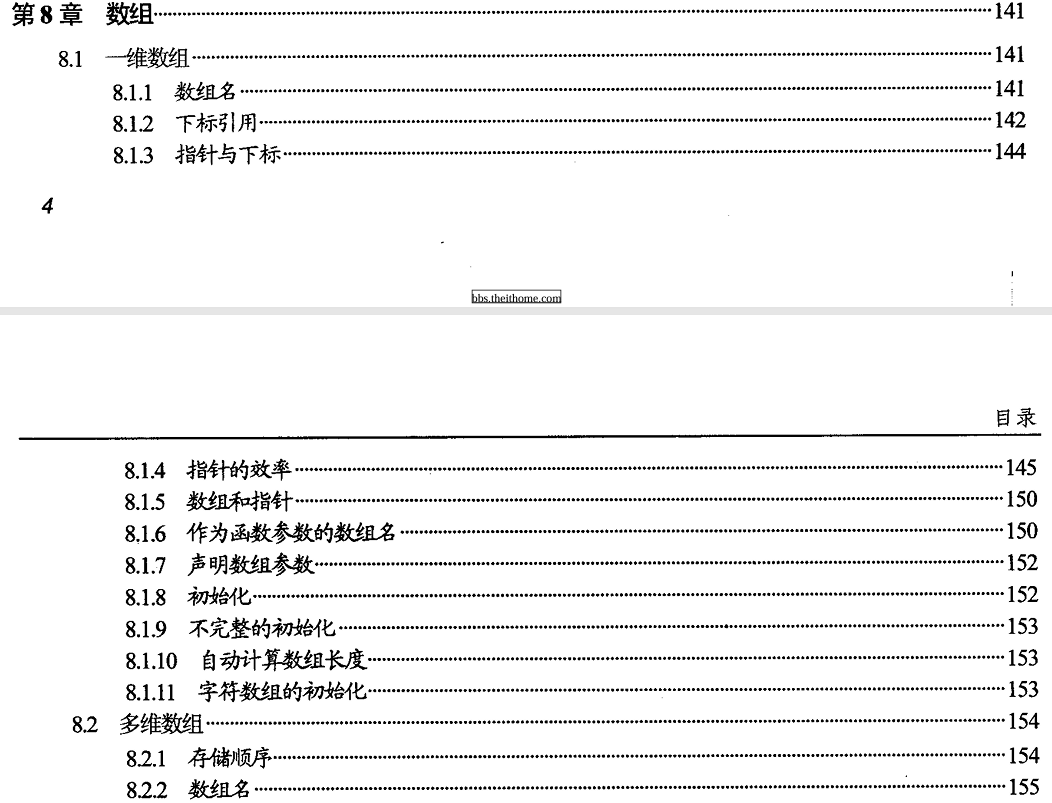 第 8 章 数组 141
8.1 一维数组 141
8.1.1 数组名 141
8.1.2 下标引用 142
8.1.3 指针与下标 144
4
bbs.theithome.com
目录
8.1.4 指针的效率 145
8.1.5 数组和指针 150
8.1.6 作为函数参数的数组名 150
8.1.7 声明数组参数 152
8.1.8 初始化 152
8.1.9 不完整的初始化 153
8.1.10 自动计算数组长度 153
8.1.11 字符数组的初始化 153
8.2 多维数组 154
8.2.1 存储顺序 154
8.2.2 数组名 155